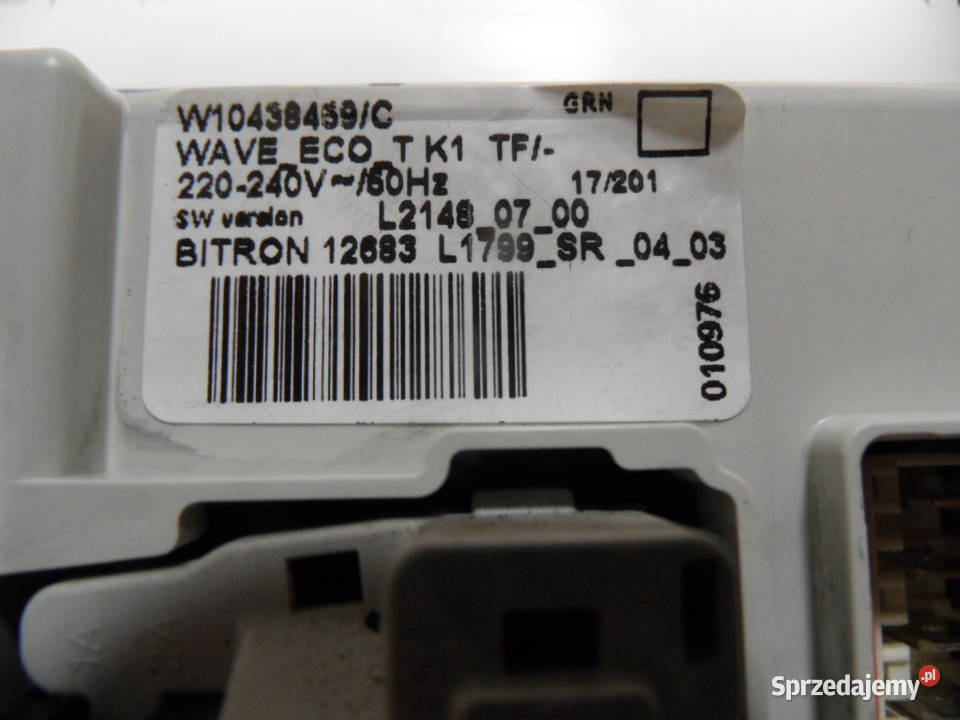 W10438459/C GRN
WAVE_ECO_T K1 TF/-
220-240V~/50Hz 17/201
SW version L2148_07_00
BITRON 12683 L1799_SR _04_03
010976
1A
Sprzedajemy.pl